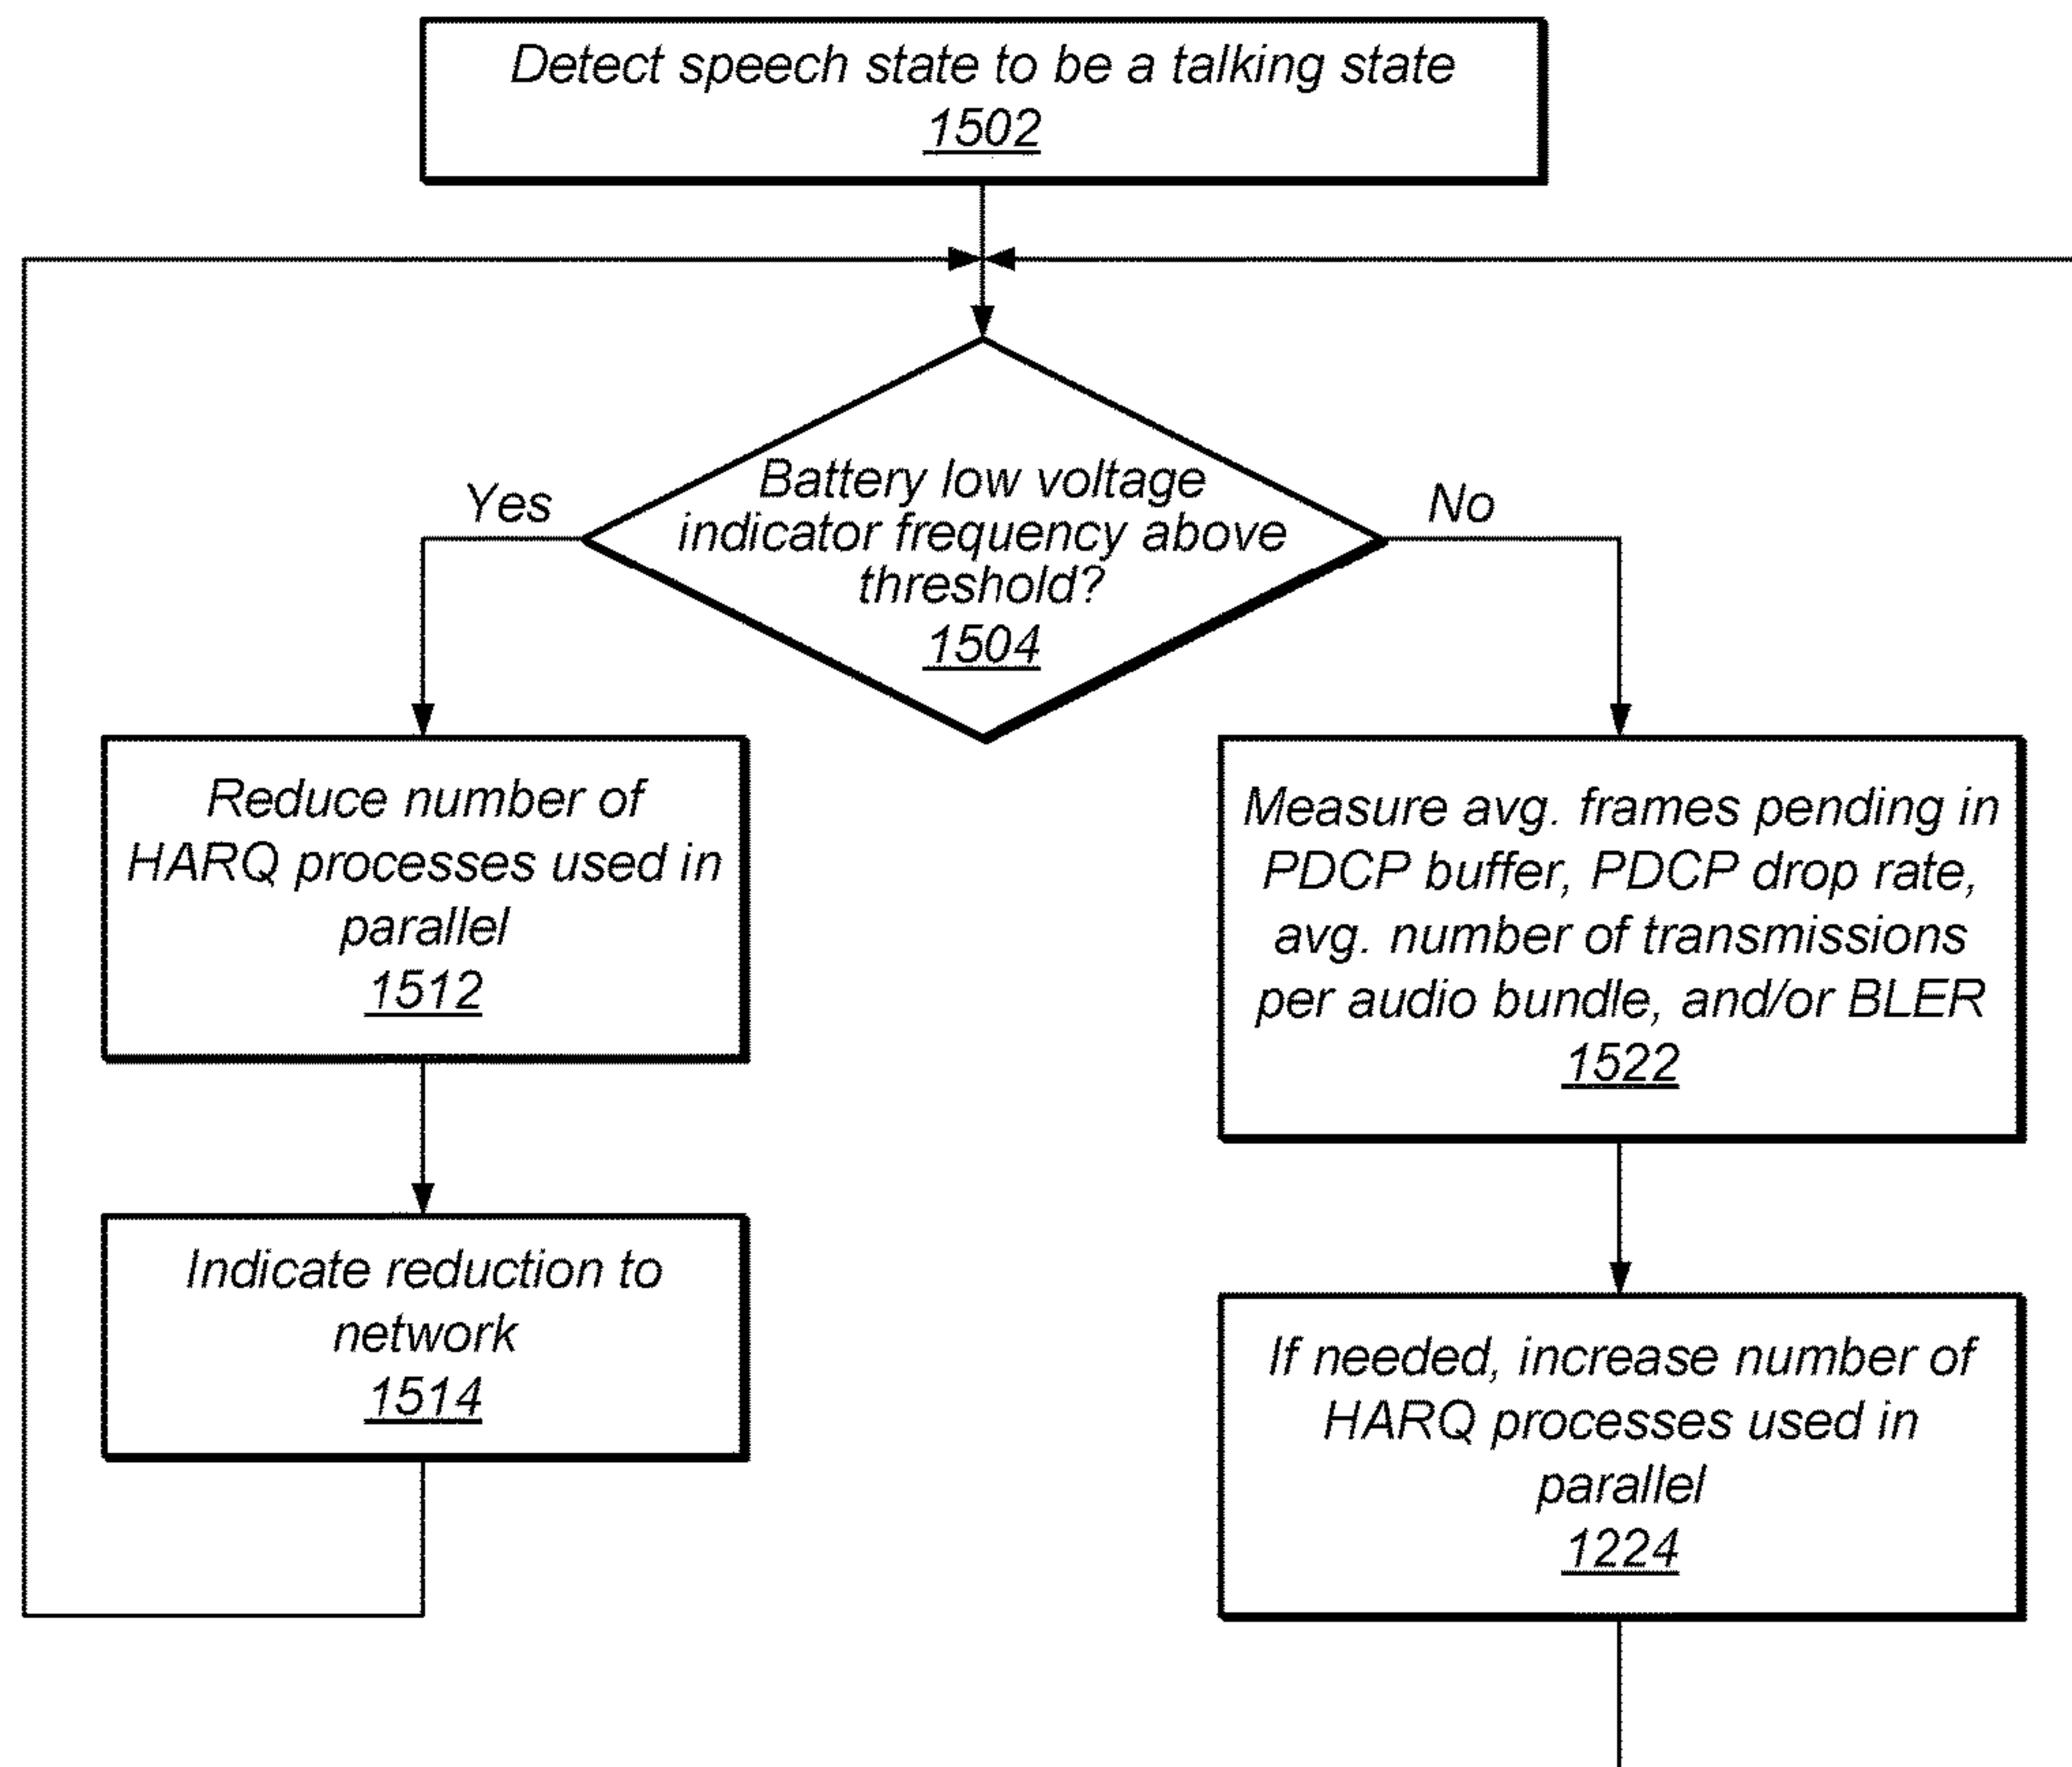 Detect speech state to be a talking state
1502
Battery low voltage
indicator frequency above
threshold?
1504
Yes
No
Reduce number of
HARQ processes used in
parallel
1512
Indicate reduction to
network
1514
Measure avg. frames pending in
PDCP buffer, PDCP drop rate,
avg. number of transmissions
per audio bundle, and/or BLER
1522
If needed, increase number of
HARQ processes used in
parallel
1224